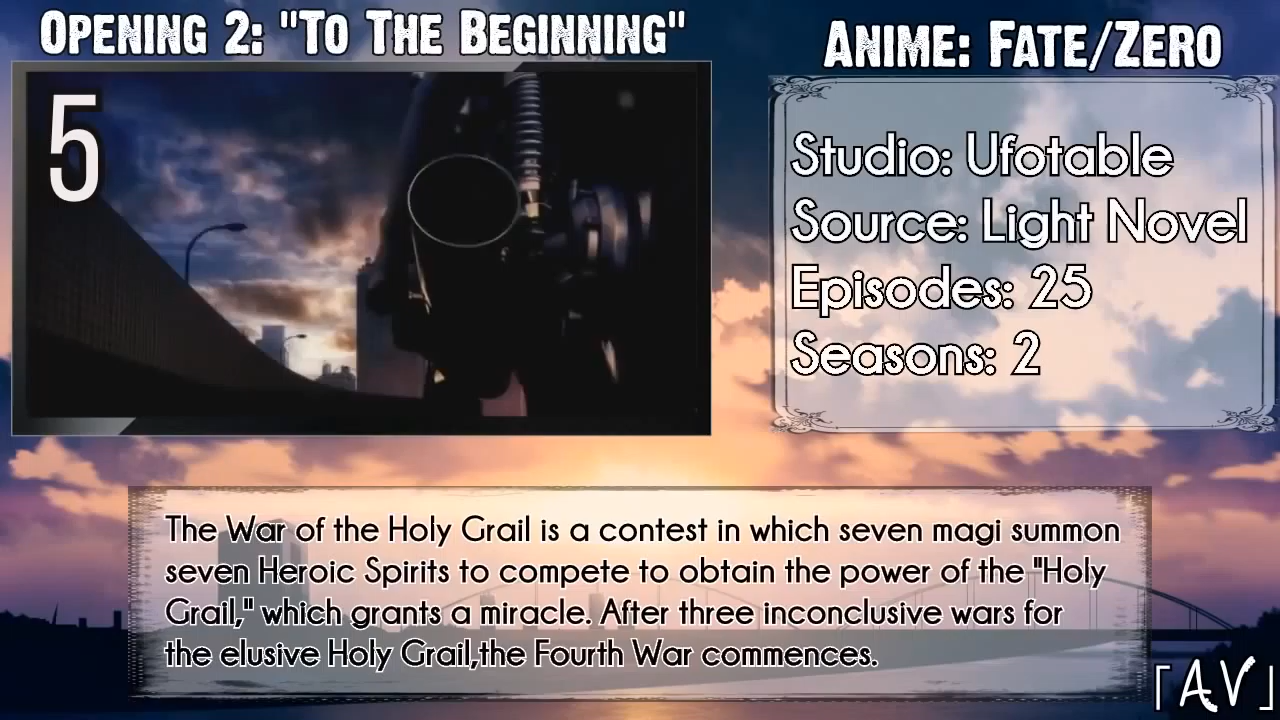 OPENING 2: "TO THE BEGINNING"
ANIME: FATE/ZERO
5
Studio: Ufotable
Source: Light Novel
Episodes: 25
Seasons: 2
The War of the Holy Grail is a contest in which seven magi summon
seven Heroic Spirits to compete to obtain the power of the "Holy
Grail," which grants a miracle. After three inconclusive wars for
the elusive Holy Grail,the Fourth War commences.
「AV」